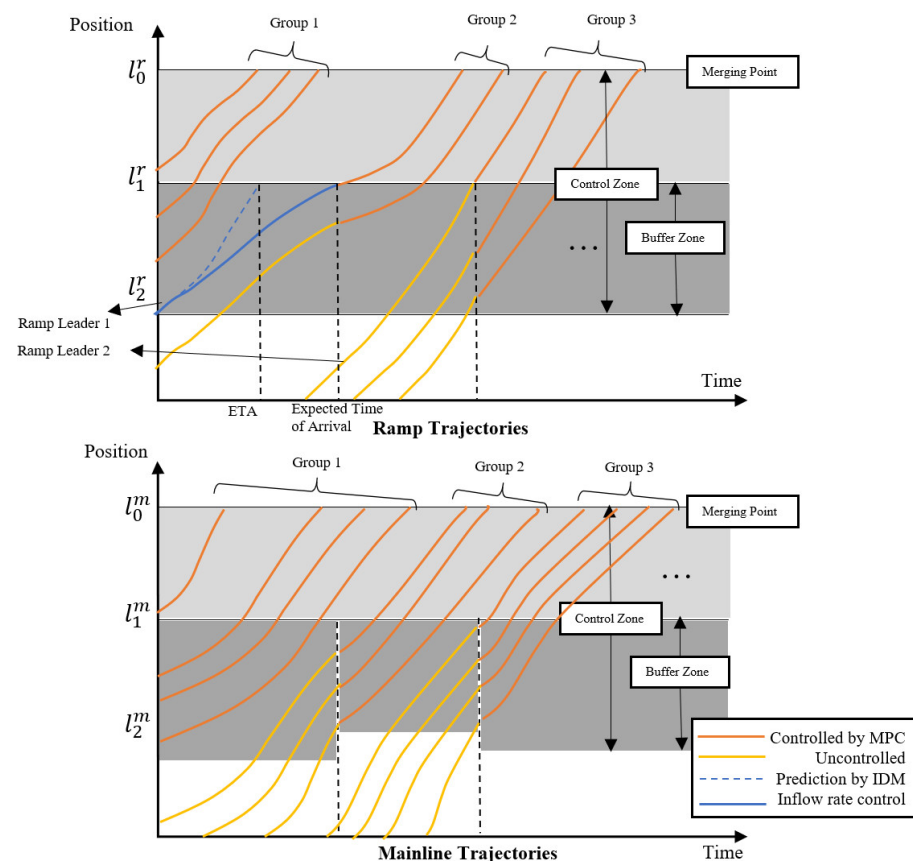 Position
Group 1
Group 2
Group 3
l_0^r
Merging Point
l_1^r
Control Zone
Buffer Zone
...
l_2^r
Ramp Leader 1
Ramp Leader 2
Time
ETA
Expected Time
of Arrival
Ramp Trajectories
Position
Group 1
Group 2
Group 3
l_0^m
Merging Point
...
l_1^m
Control Zone
Buffer Zone
l_2^m
Controlled by MPC
Uncontrolled
Prediction by IDM
Inflow rate control
Time
Mainline Trajectories